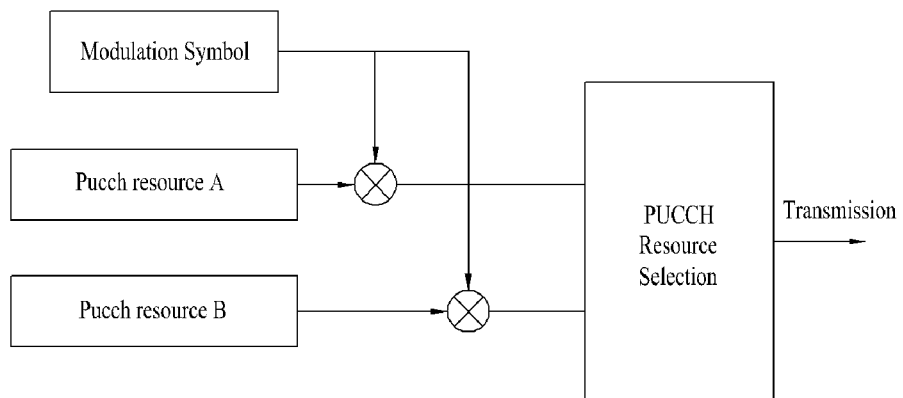 Modulation Symbol
Pucch resource A
Pucch resource B
PUCCH
Resource
Selection
Transmission